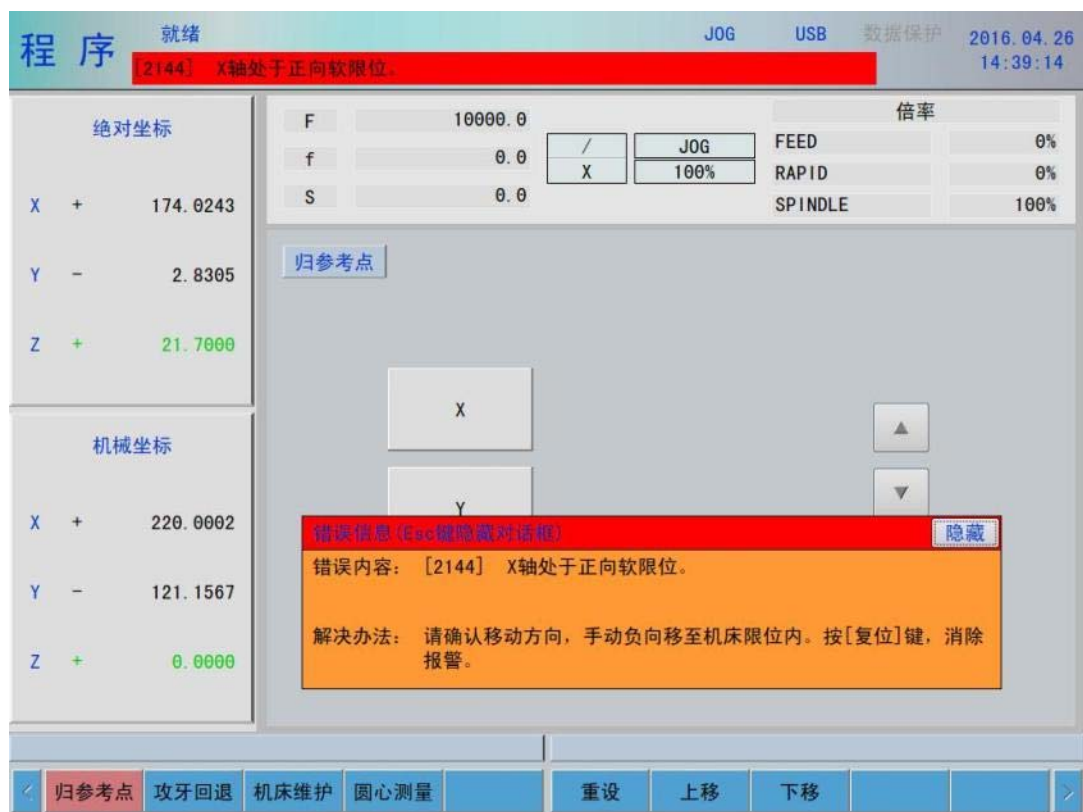 程 序
就绪
JOG
USB
数据保护
2016.04.26
14:39:14
[2144] X轴处于正向软限位。
绝对坐标
X + 174.0243
Y - 2.8305
Z + 21.7000
机械坐标
X + 220.0002
Y - 121.1567
Z + 0.0000
F 10000.0
f 0.0
S 0.0
/ JOG
X 100%
倍率
FEED 0%
RAPID 0%
SPINDLE 100%
归参考点
X
▲
Y
▼
错误信息(Esc键隐藏对话框)
隐藏
错误内容: [2144] X轴处于正向软限位。
解决办法: 请确认移动方向,手动负向移至机床限位内。按[复位]键,消除
报警。
< 归参考点 攻牙回退 机床维护 圆心测量 重设 上移 下移 >